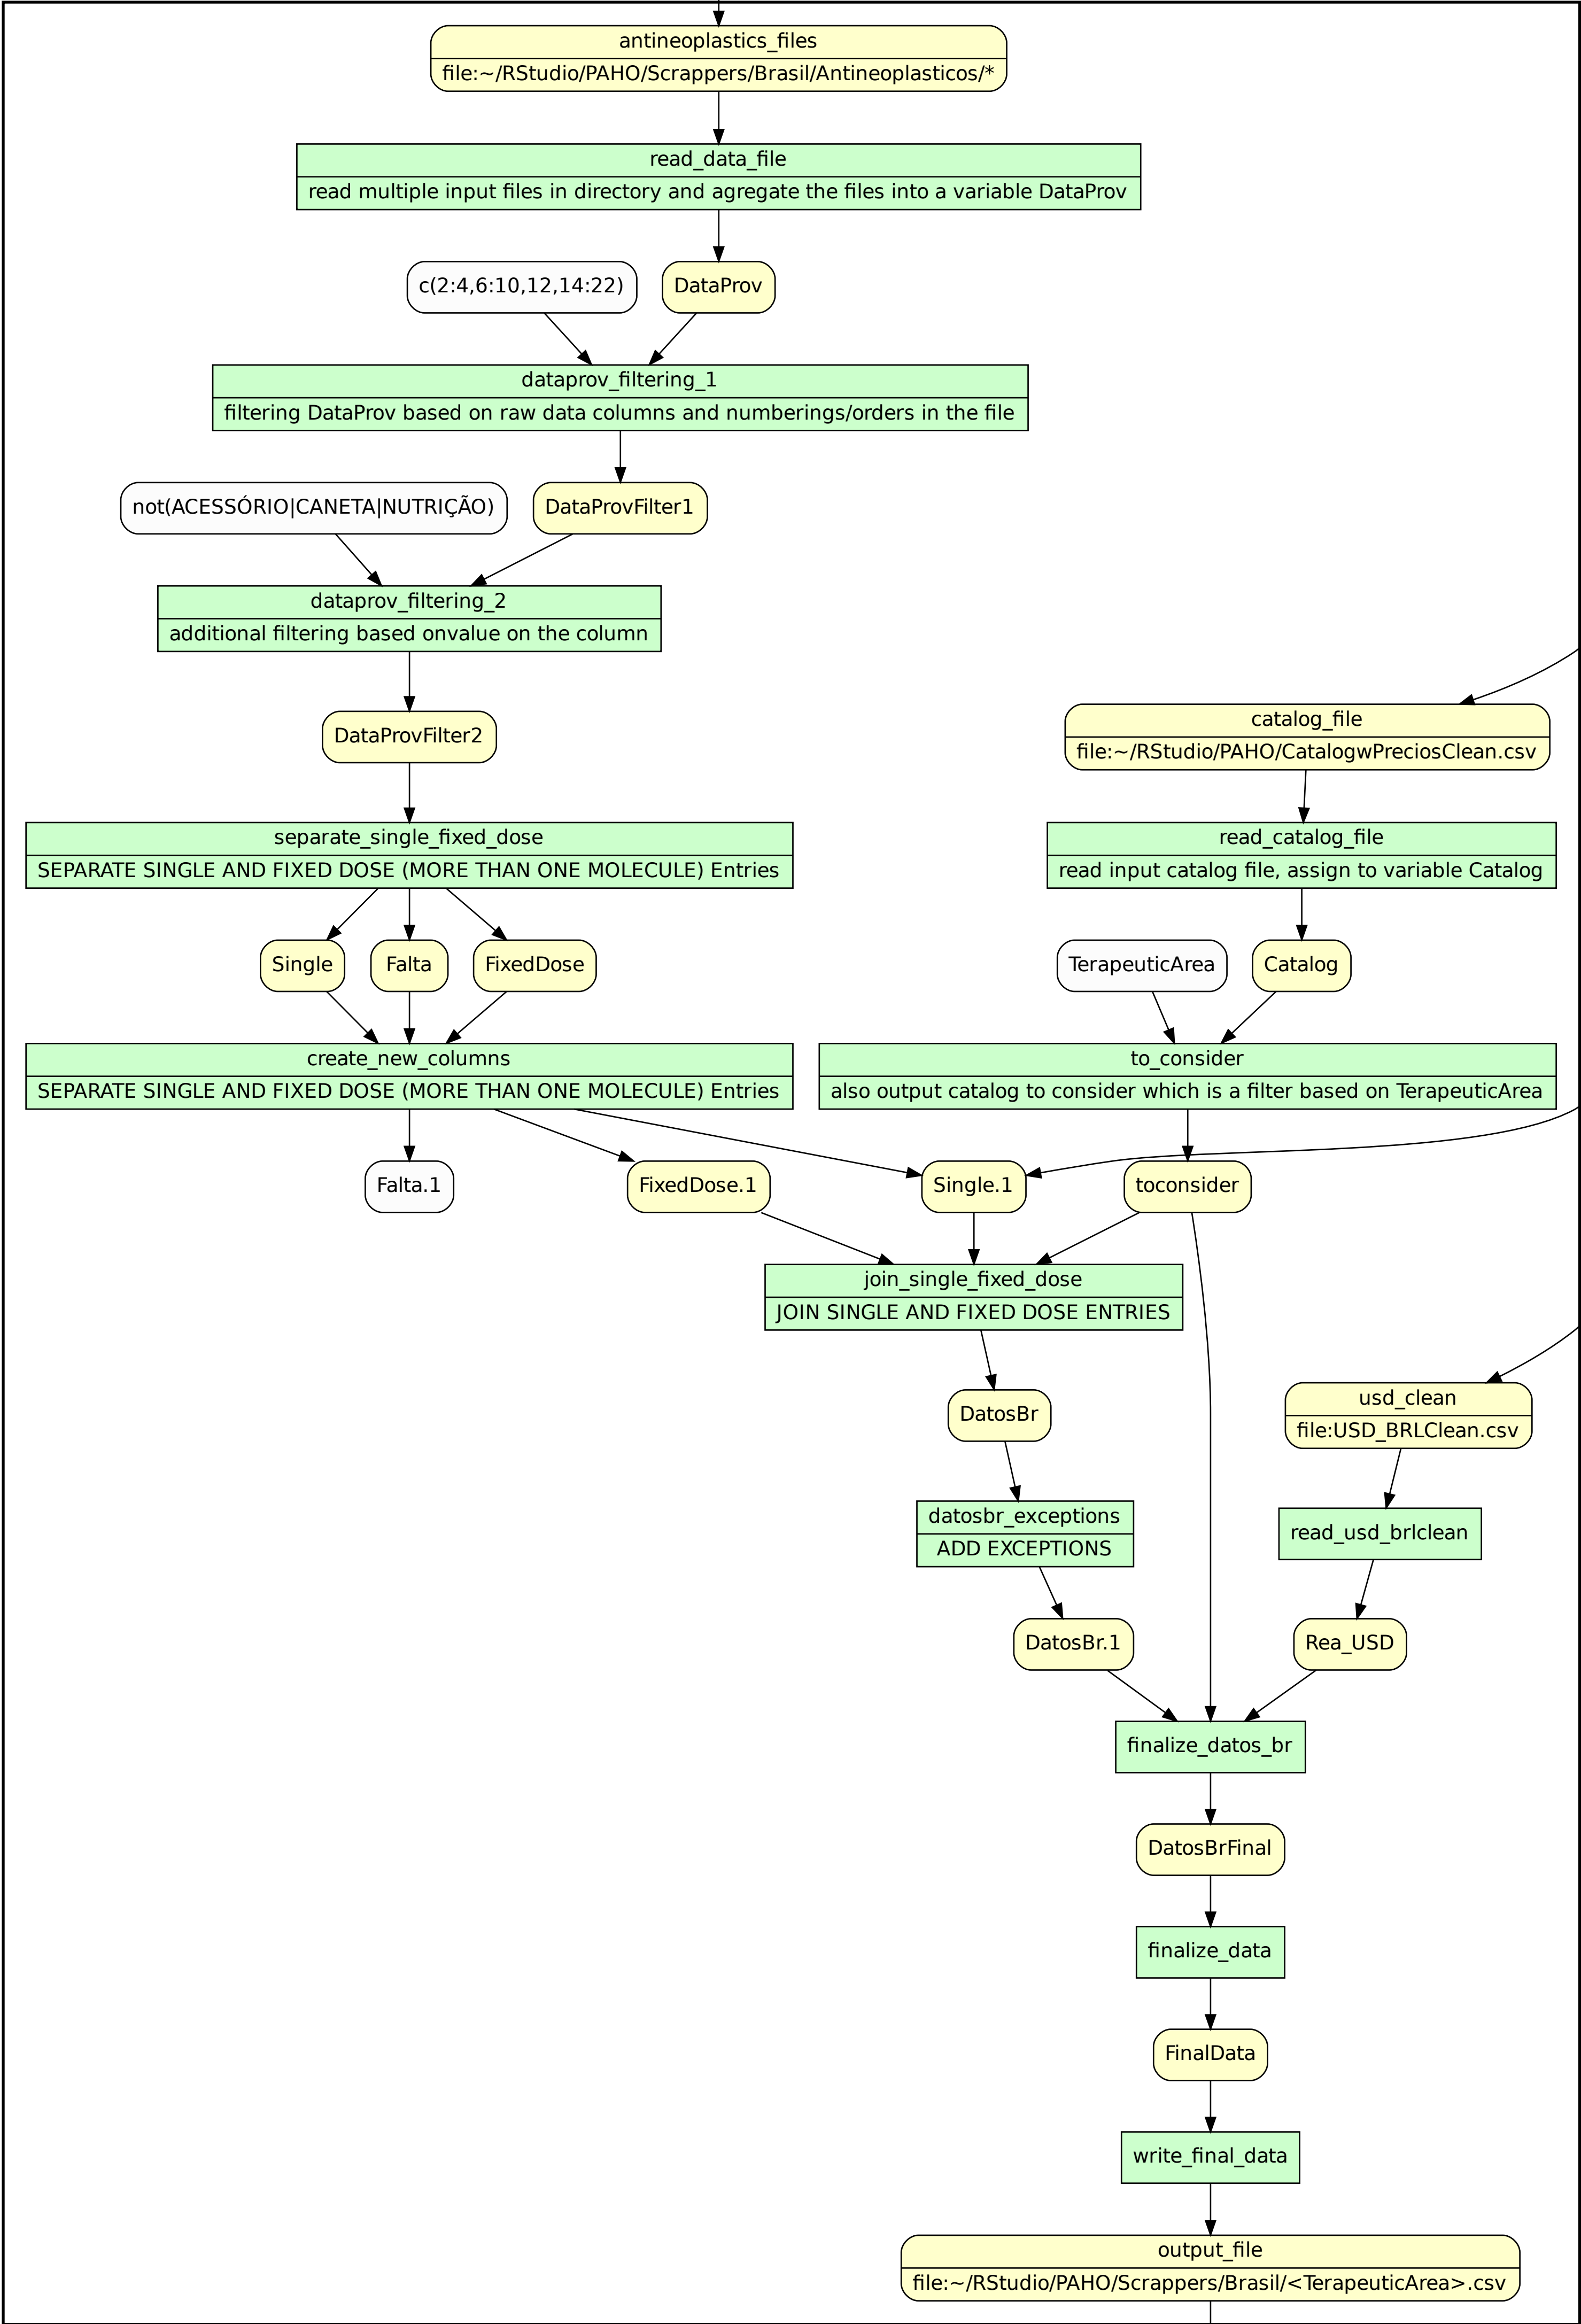 antineoplastics_files
file:~/RStudio/PAHO/Scrappers/Brasil/Antineoplasticos/*
read_data_file
read multiple input files in directory and agregate the files into a variable DataProv
c(2:4,6:10,12,14:22)
DataProv
dataprov_filtering_1
filtering DataProv based on raw data columns and numberings/orders in the file
not(ACESSÓRIO|CANETA|NUTRIÇÃO)
DataProvFilter1
dataprov_filtering_2
additional filtering based onvalue on the column
DataProvFilter2
catalog_file
file:~/RStudio/PAHO/CatalogwPreciosClean.csv
separate_single_fixed_dose
SEPARATE SINGLE AND FIXED DOSE (MORE THAN ONE MOLECULE) Entries
read_catalog_file
read input catalog file, assign to variable Catalog
Single
Falta
FixedDose
TerapeuticArea
Catalog
create_new_columns
SEPARATE SINGLE AND FIXED DOSE (MORE THAN ONE MOLECULE) Entries
to_consider
also output catalog to consider which is a filter based on TerapeuticArea
Falta.1
FixedDose.1
Single.1
toconsider
join_single_fixed_dose
JOIN SINGLE AND FIXED DOSE ENTRIES
DatosBr
usd_clean
file:USD_BRLClean.csv
datosbr_exceptions
ADD EXCEPTIONS
read_usd_brlclean
DatosBr.1
Rea_USD
finalize_datos_br
DatosBrFinal
finalize_data
FinalData
write_final_data
output_file
file:~/RStudio/PAHO/Scrappers/Brasil/<TerapeuticArea>.csv